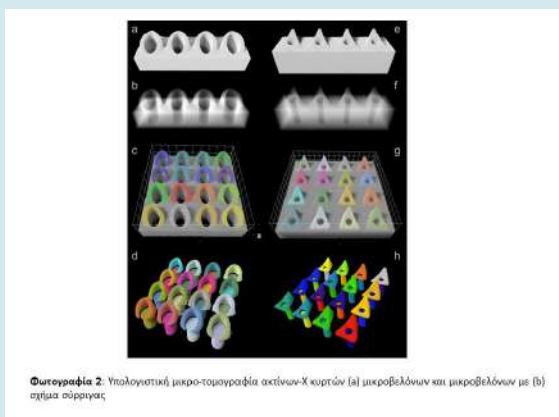 a
e
b
f
c
g
d
h
Φωτογραφία 2: Υπολογιστική μικρο-τομογραφία ακτίνων-Χ κυρτών (a) μικροβελόνων και μικροβελόνων με (b)
σχήμα σύρριγας